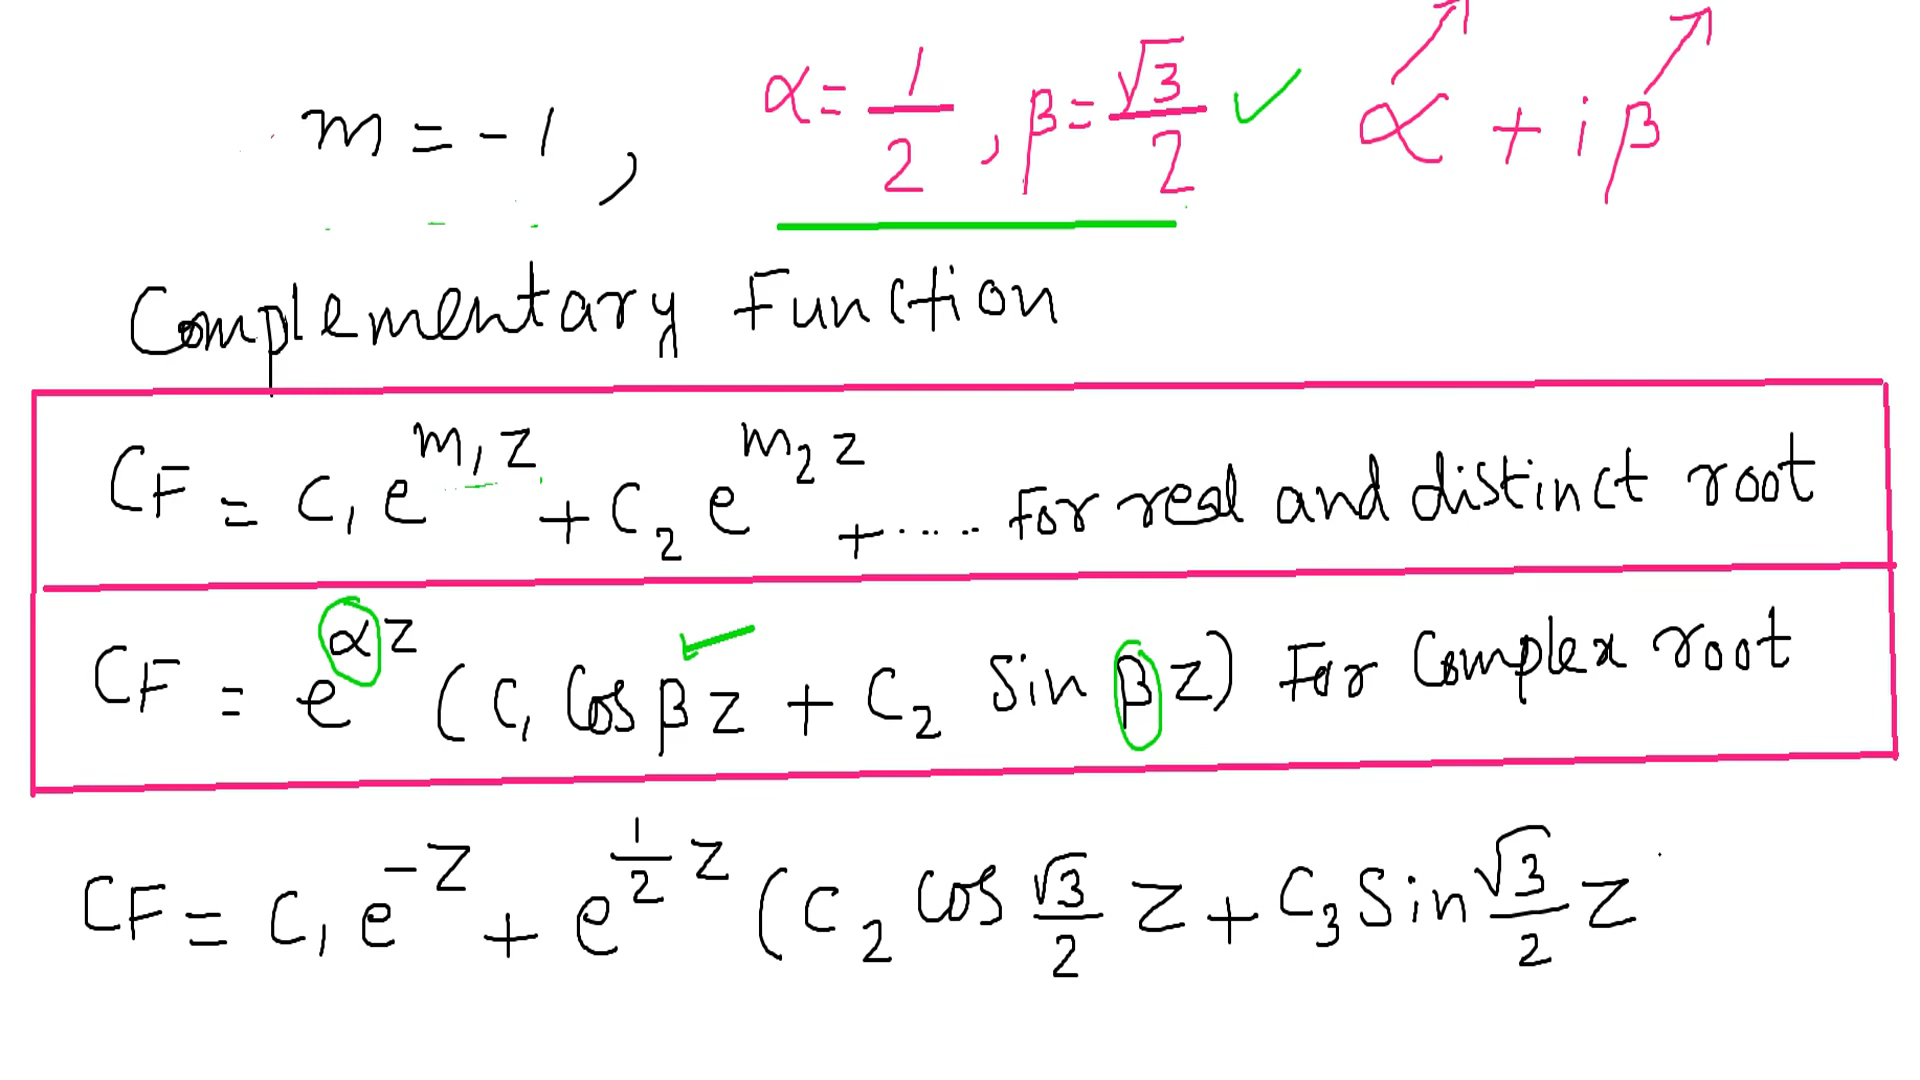 m = -1 , α = 1/2 , β = √3/2 ✓ α + iβ
Complementary Function
CF = C₁ e^{m₁z} + C₂ e^{m₂z} + ..... For real and distinct root
CF = e^{αz} (C₁ Cos βz + C₂ Sin βz) For Complex root
CF = C₁ e^{-z} + e^{1/2 z} (C₂ Cos √3/2 z + C₃ Sin √3/2 z